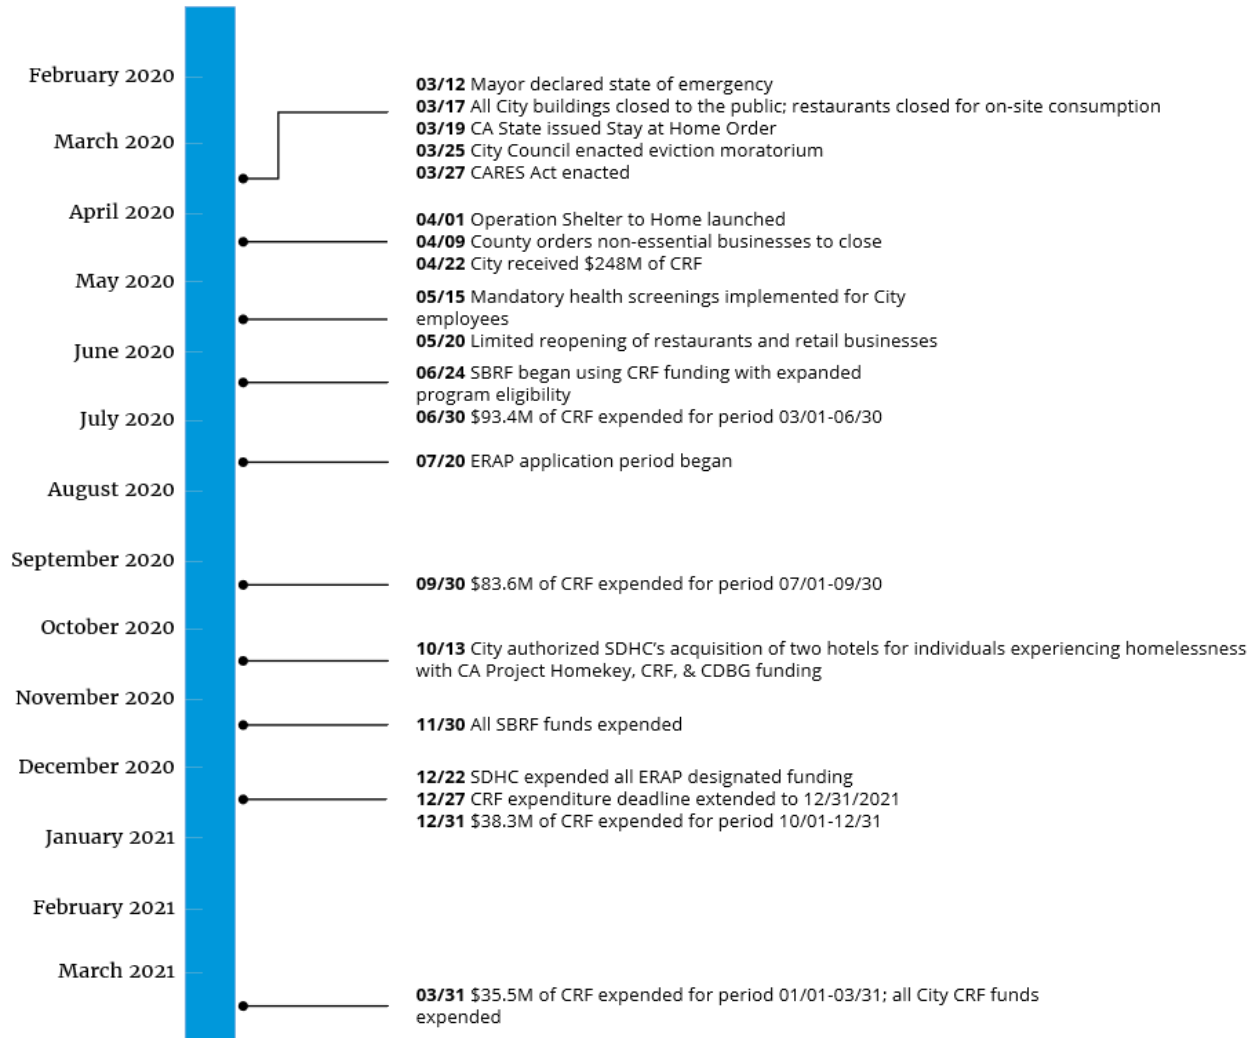 February 2020
03/12 Mayor declared state of emergency
03/17 All City buildings closed to the public; restaurants closed for on-site consumption
03/19 CA State issued Stay at Home Order
March 2020
03/25 City Council enacted eviction moratorium
03/27 CARES Act enacted
April 2020
04/01 Operation Shelter to Home launched
04/09 County orders non-essential businesses to close
04/22 City received $248M of CRF
May 2020
05/15 Mandatory health screenings implemented for City
employees
05/20 Limited reopening of restaurants and retail businesses
June 2020
06/24 SBRF began using CRF funding with expanded
program eligibility
06/30 $93.4M of CRF expended for period 03/01-06/30
July 2020
07/20 ERAP application period began
August 2020
September 2020
09/30 $83.6M of CRF expended for period 07/01-09/30
October 2020
10/13 City authorized SDHC's acquisition of two hotels for individuals experiencing homelessness
with CA Project Homekey, CRF, & CDBG funding
November 2020
11/30 All SBRF funds expended
December 2020
12/22 SDHC expended all ERAP designated funding
12/27 CRF expenditure deadline extended to 12/31/2021
12/31 $38.3M of CRF expended for period 10/01-12/31
January 2021
February 2021
March 2021
03/31 $35.5M of CRF expended for period 01/01-03/31; all City CRF funds
expended